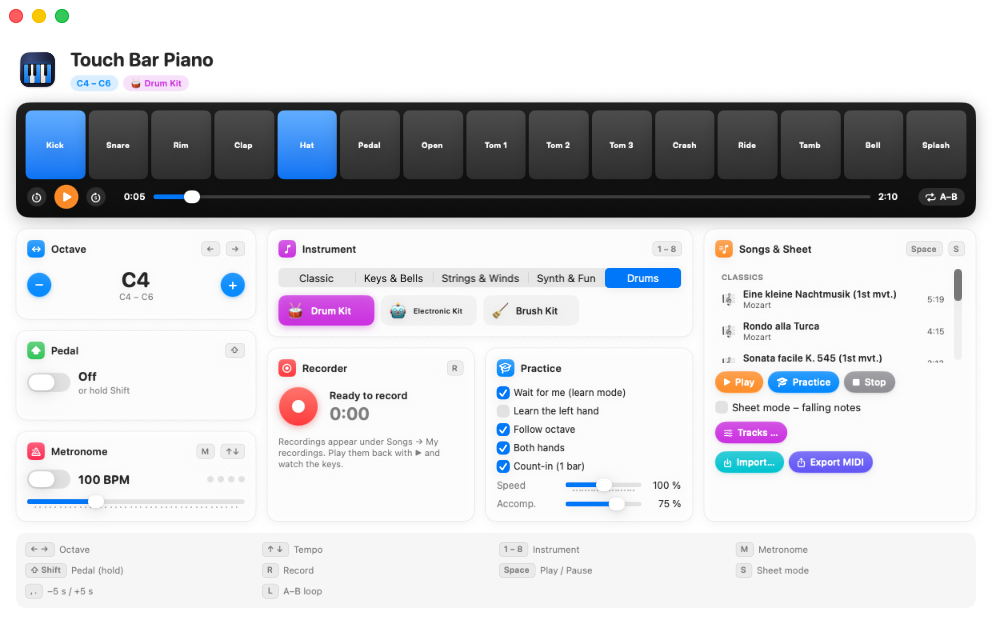 Touch Bar Piano
C4 – C6
Drum Kit
Kick
Snare
Rim
Clap
Hat
Pedal
Open
Tom 1
Tom 2
Tom 3
Crash
Ride
Tamb
Bell
Splash
0:05
2:10
A–B
Octave
← →
C4
C4 – C6
Pedal
Off
or hold Shift
Metronome
M ↑↓
100 BPM
Instrument
1 – 8
Classic
Keys & Bells
Strings & Winds
Synth & Fun
Drums
Drum Kit
Electronic Kit
Brush Kit
Recorder
R
Ready to record
0:00
Recordings appear under Songs → My
recordings. Play them back with ▶ and
watch the keys.
Practice
Wait for me (learn mode)
Learn the left hand
Follow octave
Both hands
Count-in (1 bar)
Speed 100 %
Accomp. 75 %
Songs & Sheet
Space S
CLASSICS
Eine kleine Nachtmusik (1st mvt.)
Mozart
5:19
Rondo alla Turca
Mozart
4:15
Sonata facile K. 545 (1st mvt.)
Play
Practice
Stop
Sheet mode – falling notes
Tracks ...
Import...
Export MIDI
← → Octave
↑ ↓ Tempo
1 – 8 Instrument
M Metronome
⇧ Shift Pedal (hold)
R Record
Space Play / Pause
S Sheet mode
, . −5 s / +5 s
L A–B loop